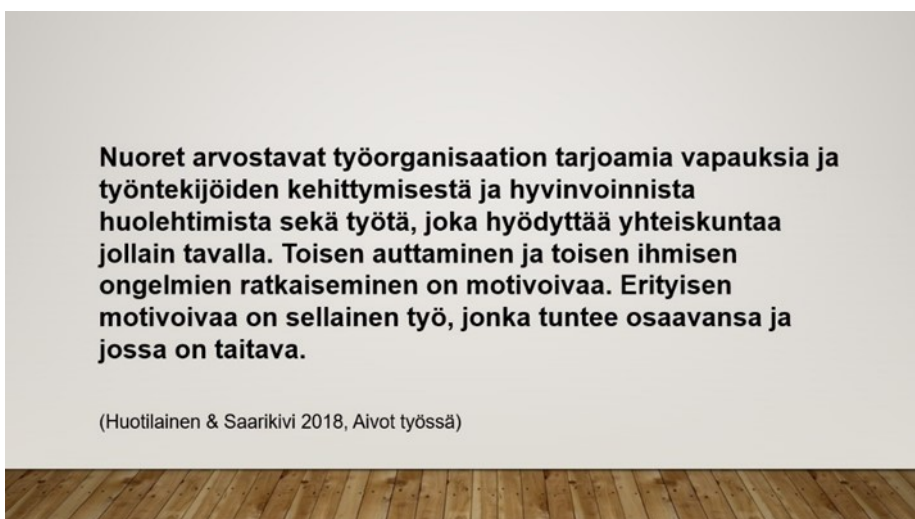 Nuoret arvostavat työorganisaation tarjoamia vapauksia ja
työntekijöiden kehittymisestä ja hyvinvoinnista
huolehtimista sekä työtä, joka hyödyttää yhteiskuntaa
jollain tavalla. Toisen auttaminen ja toisen ihmisen
ongelmien ratkaiseminen on motivoivaa. Erityisen
motivoivaa on sellainen työ, jonka tuntee osaavansa ja
jossa on taitava.
(Huotilainen & Saarikivi 2018, Aivot työssä)